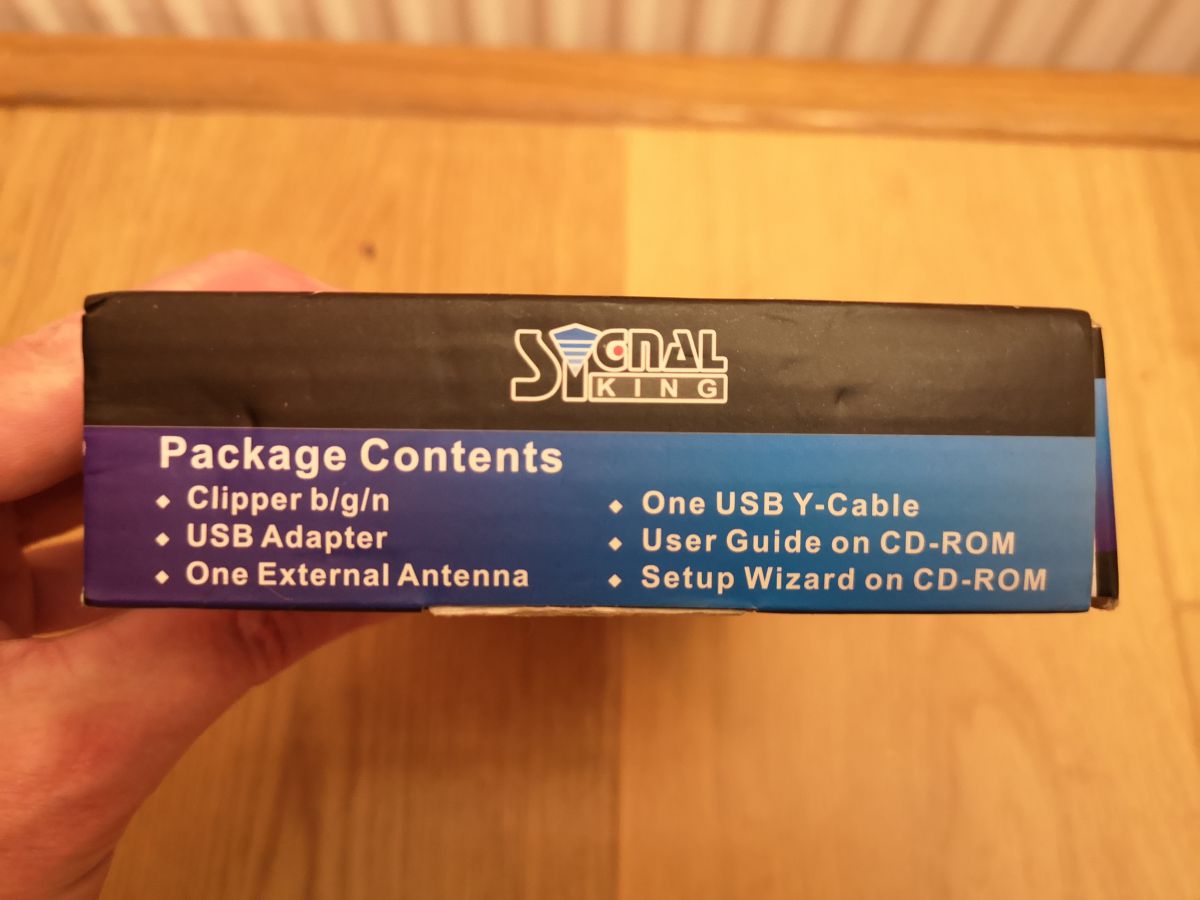 SIGNAL
KING
Package Contents
◆ Clipper b/g/n
◆ USB Adapter
◆ One External Antenna
◆ One USB Y-Cable
◆ User Guide on CD-ROM
◆ Setup Wizard on CD-ROM